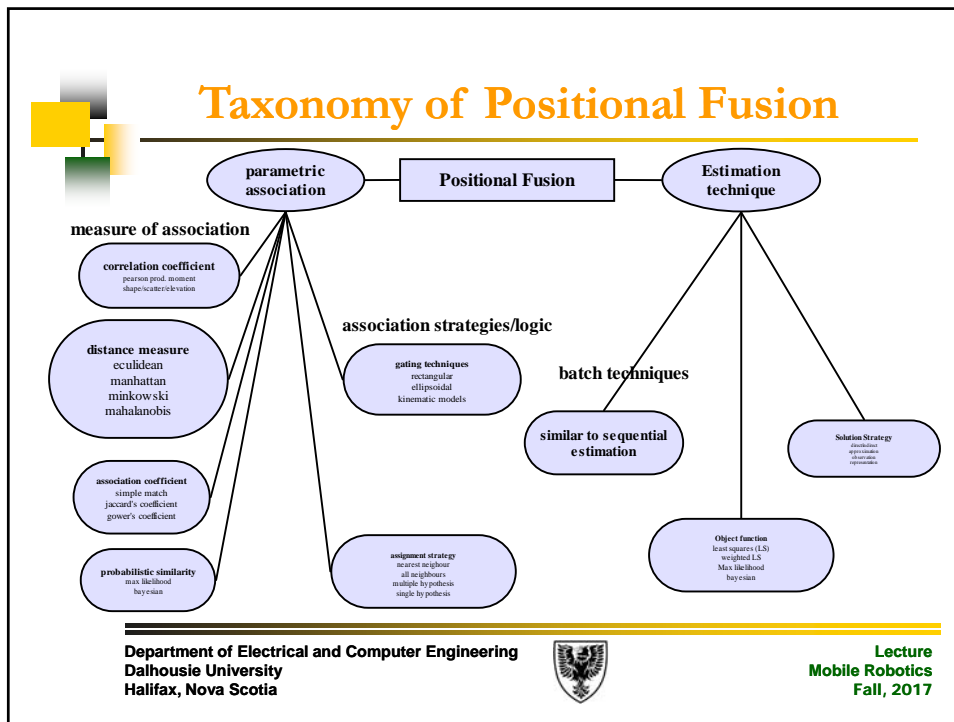 Taxonomy of Positional Fusion
parametric
association
Positional Fusion
Estimation
technique
measure of association
correlation coefficient
pearson prod. moment
shape/scatter/elevation
distance measure
eculidean
manhattan
minkowski
mahalanobis
association coefficient
simple match
jaccard's coefficient
gower's coefficient
probabilistic similarity
max likelihood
bayesian
association strategies/logic
gating techniques
rectangular
ellipsoidal
kinematic models
assignment strategy
nearest neighour
all neighbours
multiple hypothesis
single hypothesis
batch techniques
similar to sequential
estimation
Object function
least squares (LS)
weighted LS
Max likelihood
bayesian
Solution Strategy
approximation
observation
representation
Department of Electrical and Computer Engineering
Dalhousie University
Halifax, Nova Scotia
Lecture
Mobile Robotics
Fall, 2017